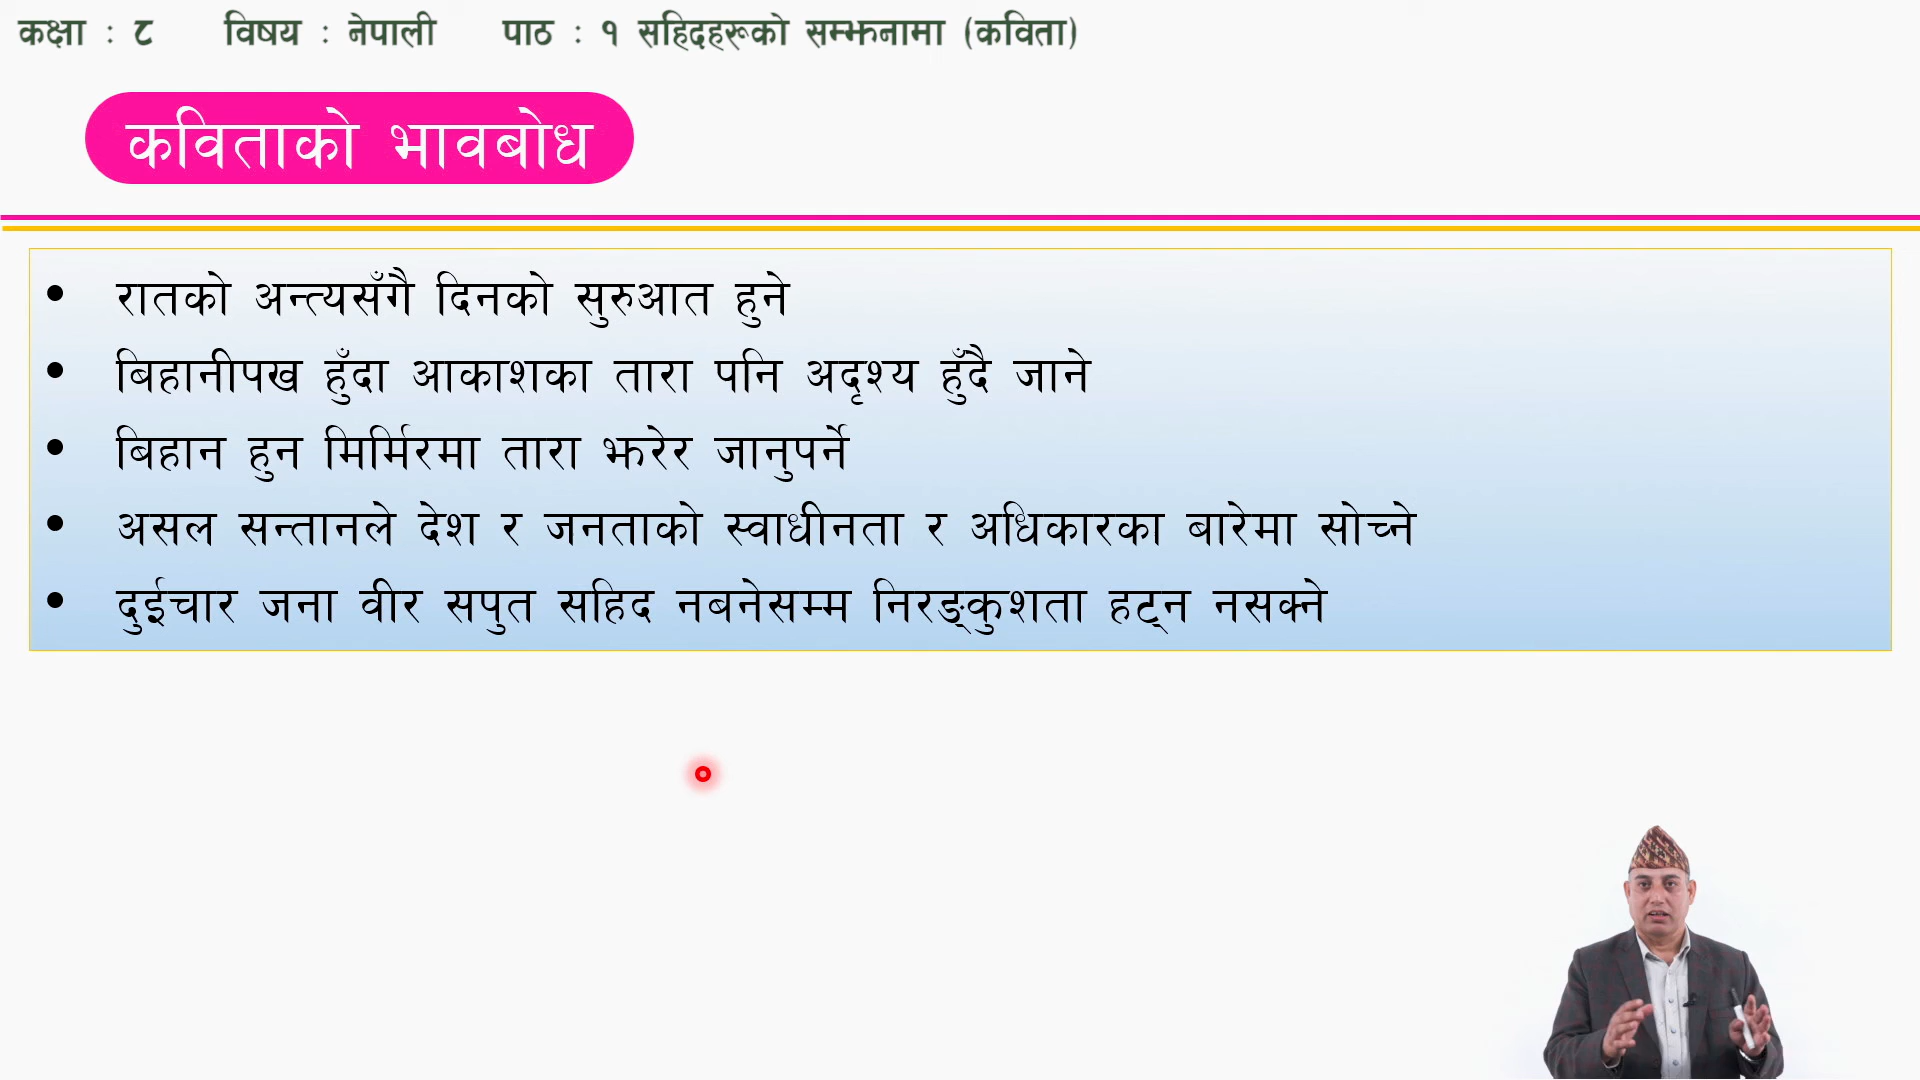 कक्षा : ८ विषय : नेपाली पाठ : १ सहिदहरूको सम्झनामा (कविता)
कविताको भावबोध
• रातको अन्त्यसँगै दिनको सुरुआत हुने
• बिहानीपख हुँदा आकाशका तारा पनि अदृश्य हुँदै जाने
• बिहान हुन मिर्मिरमा तारा झरेर जानुपर्ने
• असल सन्तानले देश र जनताको स्वाधीनता र अधिकारका बारेमा सोच्ने
• दुईचार जना वीर सपुत सहिद नबनेसम्म निरङ्कुशता हट्न नसक्ने